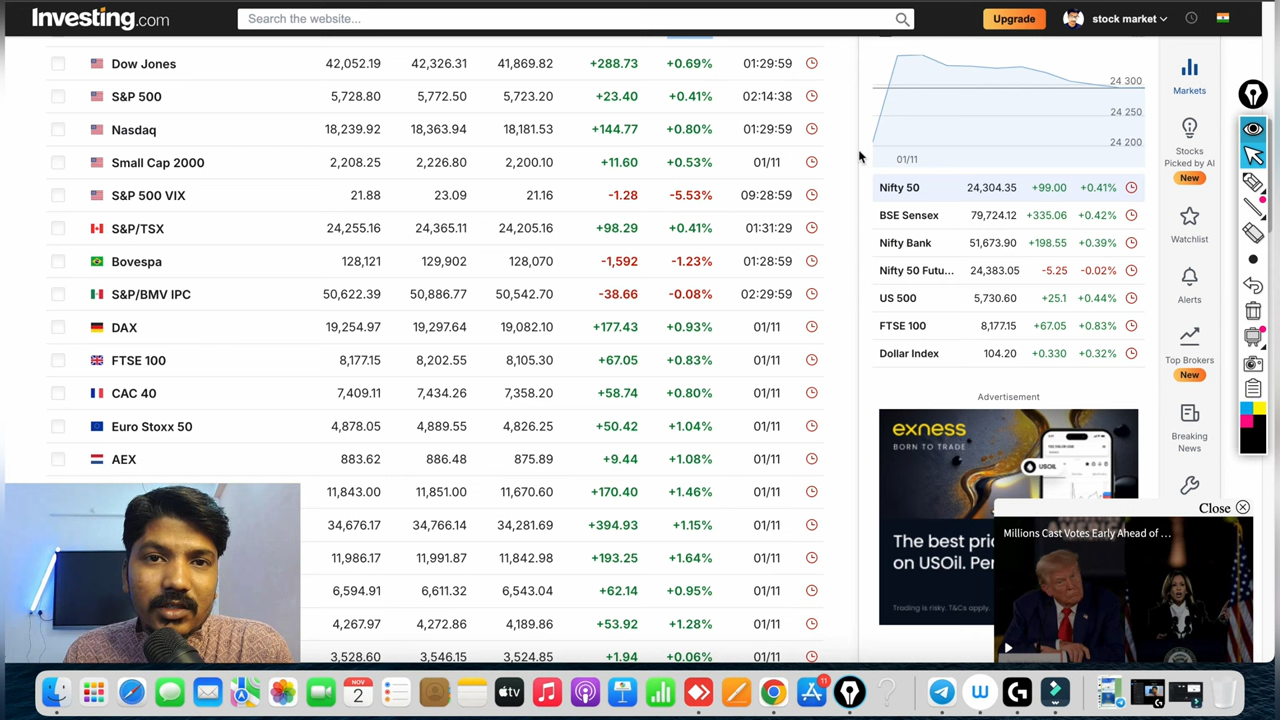 Investing.com
Search the website...
Upgrade
stock market
Dow Jones 42,052.19 42,326.31 41,869.82 +288.73 +0.69% 01:29:59
S&P 500 5,728.80 5,772.50 5,723.20 +23.40 +0.41% 02:14:38
Nasdaq 18,239.92 18,363.94 18,181.53 +144.77 +0.80% 01:29:59
Small Cap 2000 2,208.25 2,226.80 2,200.10 +11.60 +0.53% 01/11
S&P 500 VIX 21.88 23.09 21.16 -1.28 -5.53% 09:28:59
S&P/TSX 24,255.16 24,365.11 24,205.16 +98.29 +0.41% 01:31:29
Bovespa 128,121 129,902 128,070 -1,592 -1.23% 01:28:59
S&P/BMV IPC 50,622.39 50,886.77 50,542.70 -38.66 -0.08% 02:29:59
DAX 19,254.97 19,297.64 19,082.10 +177.43 +0.93% 01/11
FTSE 100 8,177.15 8,202.55 8,105.30 +67.05 +0.83% 01/11
CAC 40 7,409.11 7,434.26 7,358.20 +58.74 +0.80% 01/11
Euro Stoxx 50 4,878.05 4,889.55 4,826.25 +50.42 +1.04% 01/11
AEX 883.62 886.48 875.89 +9.44 +1.08% 01/11
11,843.00 11,851.00 11,670.60 +170.40 +1.46% 01/11
34,676.17 34,766.14 34,281.69 +394.93 +1.15% 01/11
11,986.17 11,991.87 11,842.98 +193.25 +1.64% 01/11
6,594.91 6,611.32 6,543.04 +62.14 +0.95% 01/11
4,267.97 4,272.86 4,189.86 +53.92 +1.28% 01/11
3,528.60 3,546.15 3,524.85 +1.94 +0.06% 01/11
24 300
24 250
24 200
01/11
Nifty 50 24,304.35 +99.00 +0.41%
BSE Sensex 79,724.12 +335.06 +0.42%
Nifty Bank 51,673.90 +198.55 +0.39%
Nifty 50 Futu... 24,383.05 -5.25 -0.02%
US 500 5,730.60 +25.1 +0.44%
FTSE 100 8,177.15 +67.05 +0.83%
Dollar Index 104.20 +0.330 +0.32%
Advertisement
exness
BORN TO TRADE
USOIL
The best pri
on USOil. Per
Trading is risky. T&Cs apply.
Close
Millions Cast Votes Early Ahead of ...
Markets
Stocks
Picked by AI
New
Watchlist
Alerts
Top Brokers
New
Breaking
News
NOV
2
tv
11